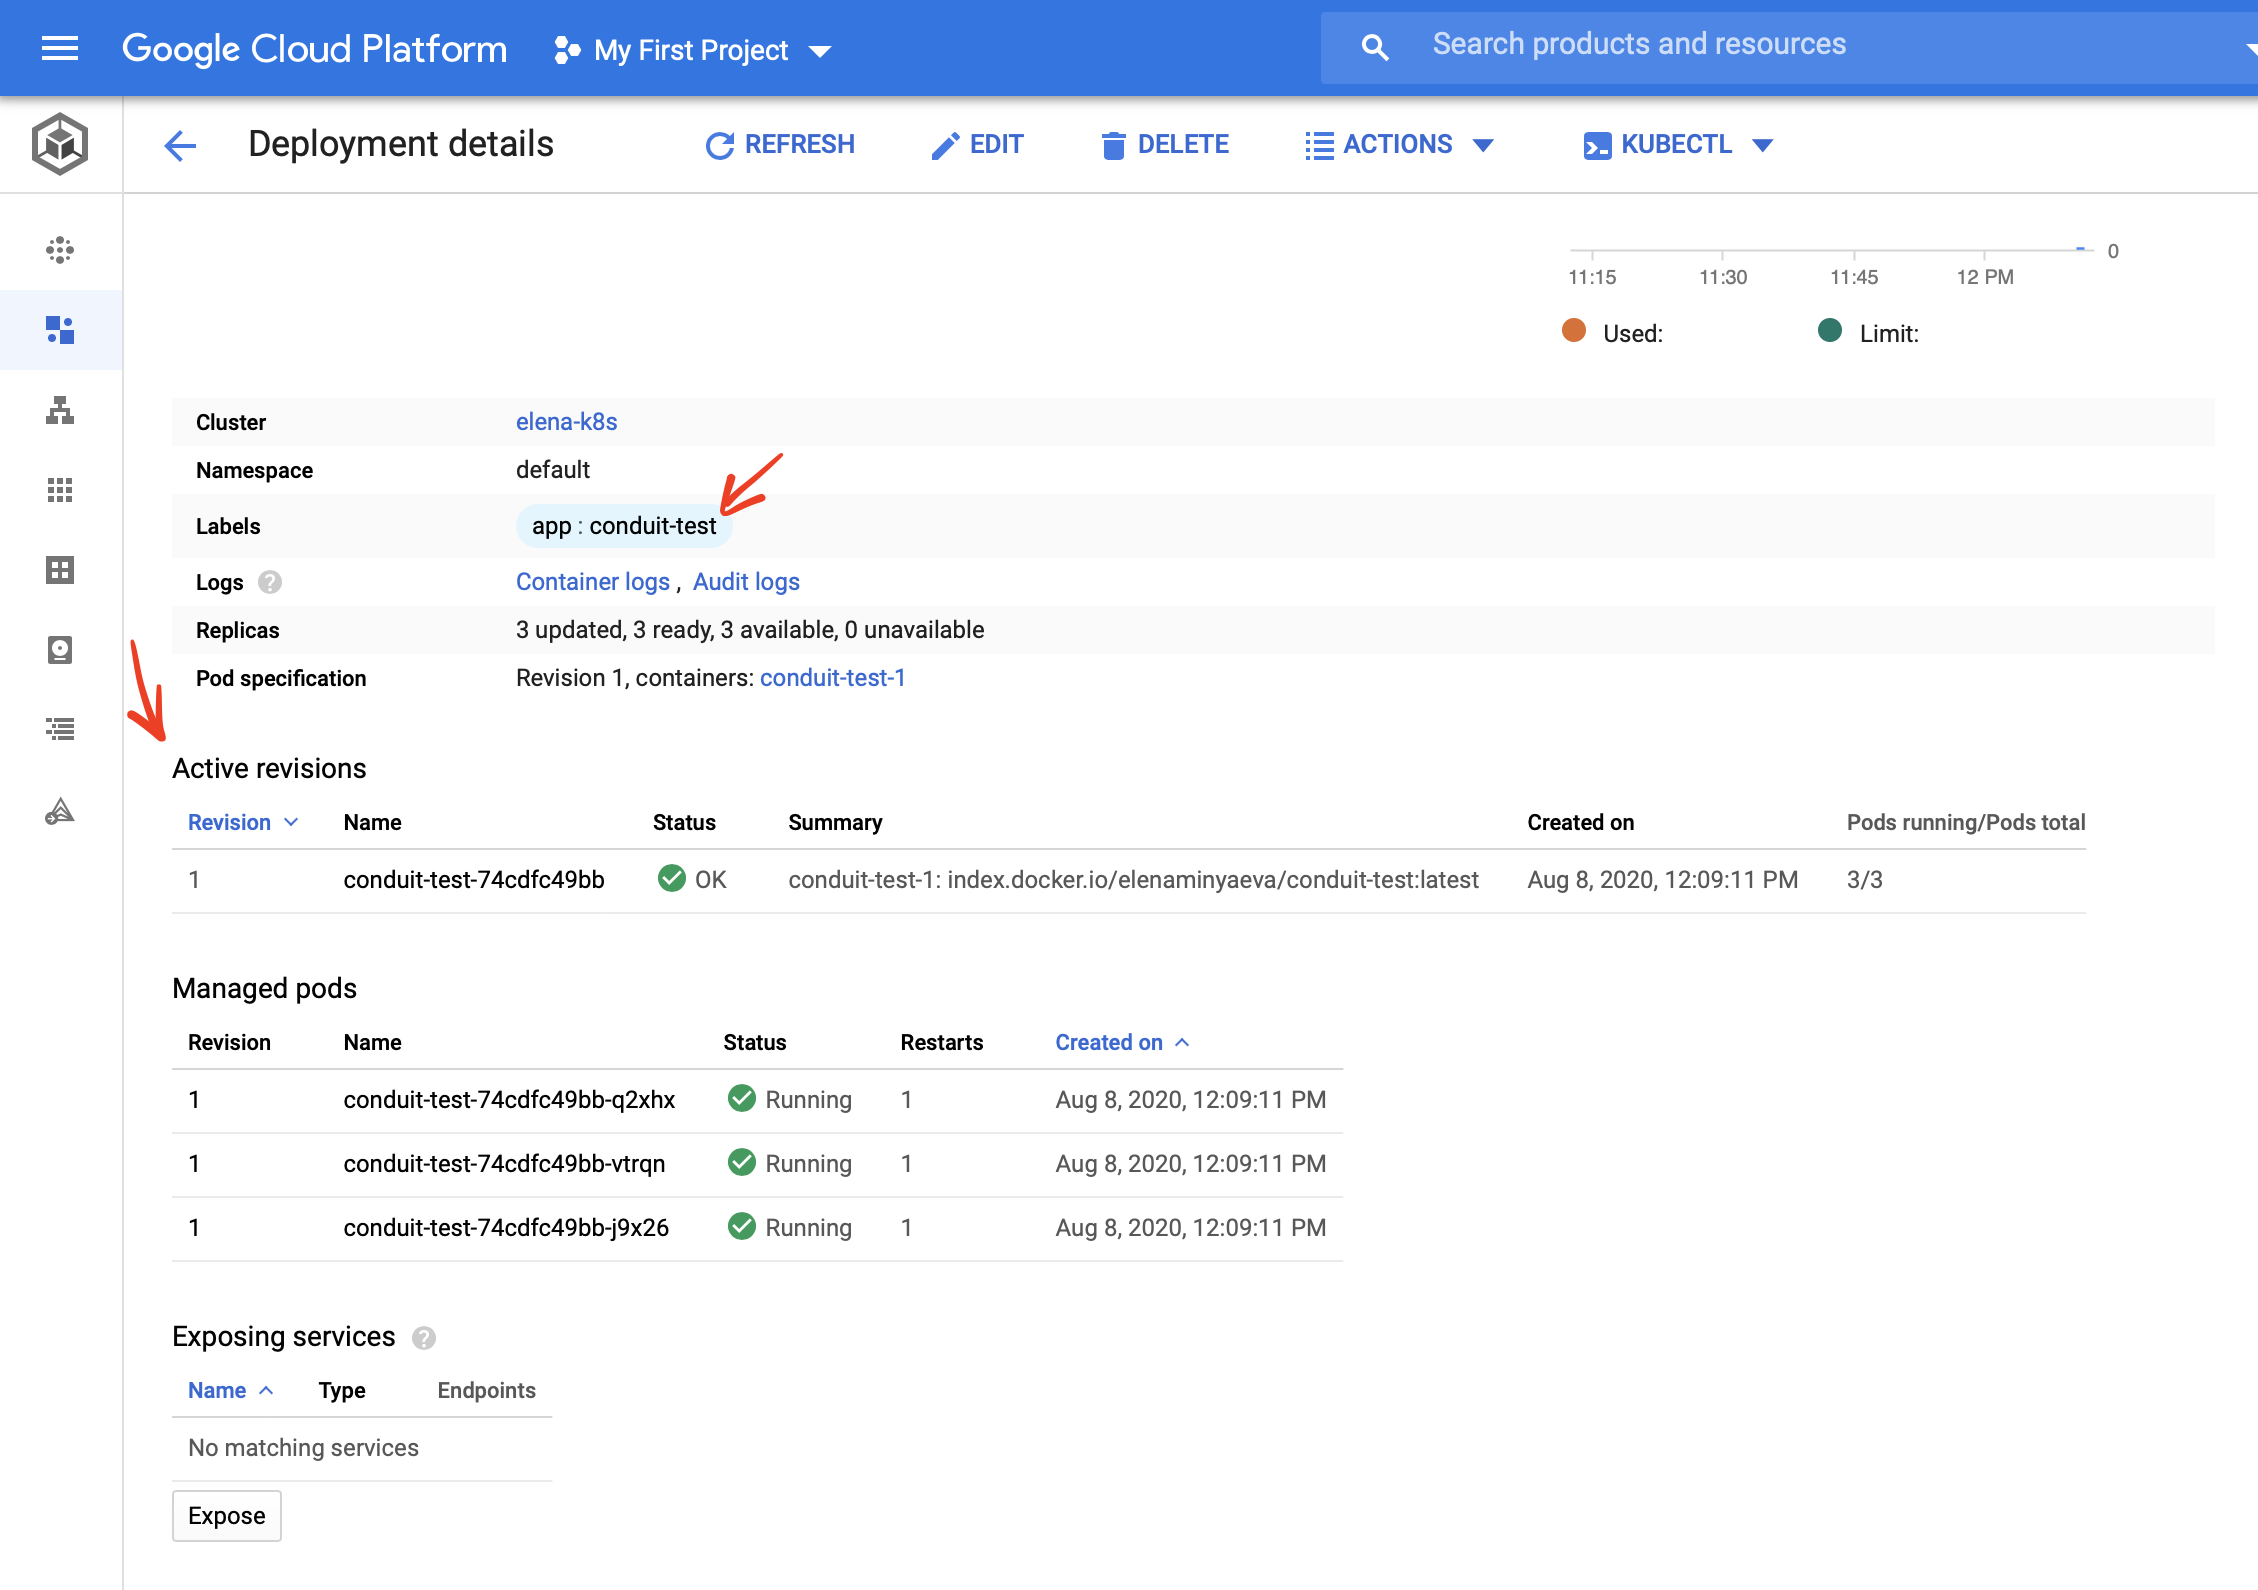 Google Cloud Platform My First Project Search products and resources
Deployment details REFRESH EDIT DELETE ACTIONS KUBECTL
0
11:15 11:30 11:45 12 PM
Used: Limit:
Cluster elena-k8s
Namespace default
Labels app : conduit-test
Logs ? Container logs , Audit logs
Replicas 3 updated, 3 ready, 3 available, 0 unavailable
Pod specification Revision 1, containers: conduit-test-1
Active revisions
Revision Name Status Summary Created on Pods running/Pods total
1 conduit-test-74cdfc49bb OK conduit-test-1: index.docker.io/elenaminyaeva/conduit-test:latest Aug 8, 2020, 12:09:11 PM 3/3
Managed pods
Revision Name Status Restarts Created on
1 conduit-test-74cdfc49bb-q2xhx Running 1 Aug 8, 2020, 12:09:11 PM
1 conduit-test-74cdfc49bb-vtrqn Running 1 Aug 8, 2020, 12:09:11 PM
1 conduit-test-74cdfc49bb-j9x26 Running 1 Aug 8, 2020, 12:09:11 PM
Exposing services ?
Name Type Endpoints
No matching services
Expose